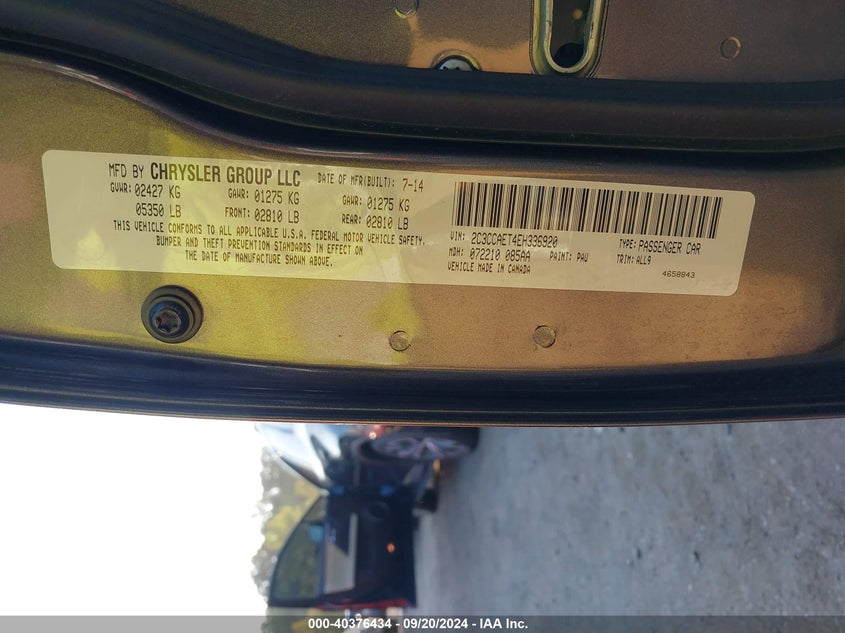 MFD BY CHRYSLER GROUP LLC
DATE OF MFR(BUILT): 7-14
GVWR: 02427 KG
GAWR: 01275 KG
GAWR: 01275 KG
05350 LB
FRONT: 02810 LB
REAR: 02810 LB
THIS VEHICLE CONFORMS TO ALL APPLICABLE U.S.A. FEDERAL MOTOR VEHICLE SAFETY,
BUMPER AND THEFT PREVENTION STANDARDS IN EFFECT ON
THE DATE OF MANUFACTURE SHOWN ABOVE.
VIN: 2C3CCAET4EH336920
TYPE: PASSENGER CAR
MDH: 072210 085AA
PAINT: PAU
TRIM: ALL9
VEHICLE MADE IN CANADA
4658843
000-40376434 - 09/20/2024 - IAA Inc.